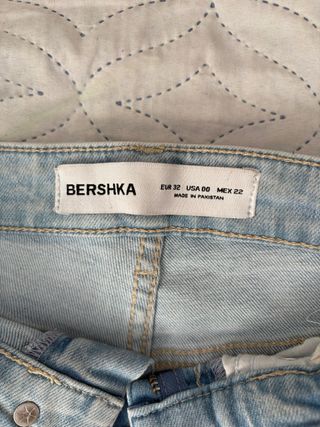 BERSHKA
EUR 32 USA 00 MEX 22
MADE IN PAKISTAN